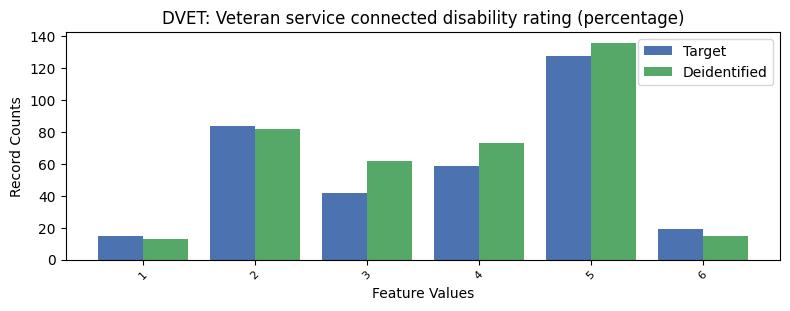 DVET: Veteran service connected disability rating (percentage)
140
120
100
80
60
40
20
0
Record Counts
Target
Deidentified
1 2 3 4 5 6
Feature Values